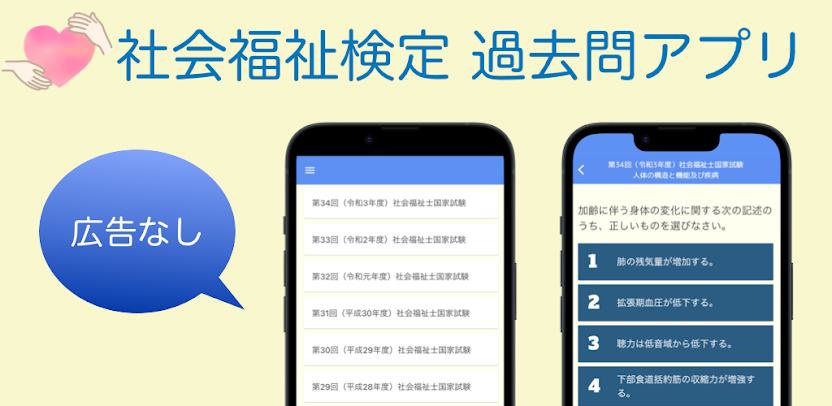 社会福祉検定 過去問アプリ
広告なし
第34回（令和3年度）社会福祉士国家試験
第33回（令和2年度）社会福祉士国家試験
第32回（令和元年度）社会福祉士国家試験
第31回（平成30年度）社会福祉士国家試験
第30回（平成29年度）社会福祉士国家試験
第29回（平成28年度）社会福祉士国家試験
第34回（令和3年度）社会福祉士国家試験
人体の構造と機能及び疾病
加齢に伴う身体の変化に関する次の記述の
うち、正しいものを選びなさい。
1 肺の残気量が増加する。
2 拡張期血圧が低下する。
3 聴力は低音域から低下する。
4 下部食道括約筋の収縮力が増強す
る。